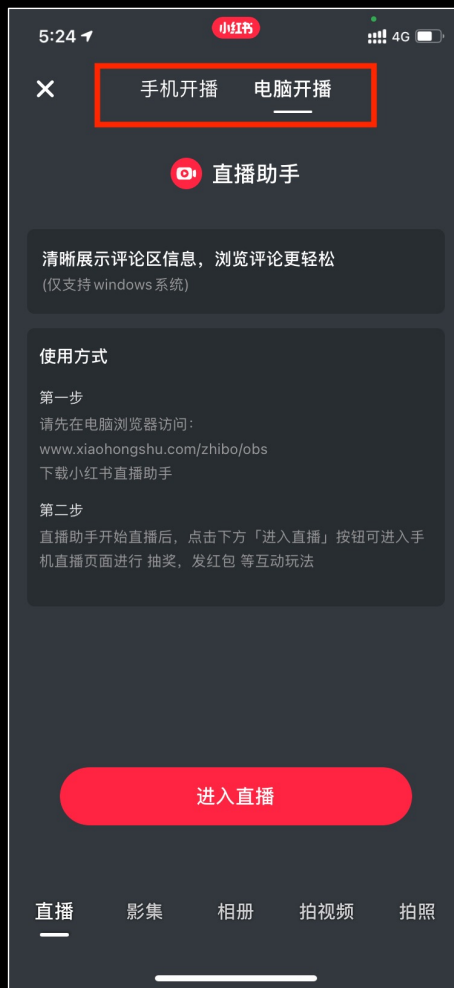 5:24
小红书
4G
手机开播 电脑开播
直播助手
清晰展示评论区信息，浏览评论更轻松
(仅支持windows系统)
使用方式
第一步
请先在电脑浏览器访问：
www.xiaohongshu.com/zhibo/obs
下载小红书直播助手
第二步
直播助手开始直播后，点击下方「进入直播」按钮可进入手
机直播页面进行 抽奖，发红包 等互动玩法
进入直播
直播 影集 相册 拍视频 拍照